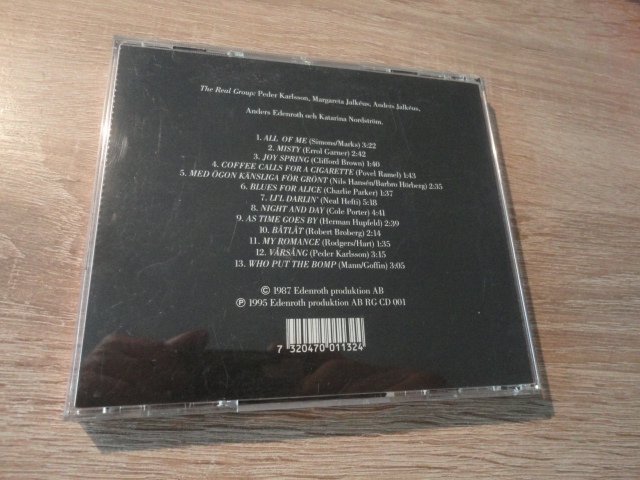 The Real Group: Peder Karlsson, Margareta Jalkéus, Anders Jalkéus,
Anders Edenroth och Katarina Nordström.
1. ALL OF ME (Simons/Marks) 3:22
2. MISTY (Errol Garner) 2:42
3. JOY SPRING (Clifford Brown) 1:40
4. COFFEE CALLS FOR A CIGARETTE (Povel Ramel) 1:43
5. MED ÖGON KÄNSLIGA FÖR GRÖNT (Nils Hansén/Barbro Hörberg) 2:35
6. BLUES FOR ALICE (Charlie Parker) 1:37
7. LI'L DARLIN' (Neal Hefti) 5:18
8. NIGHT AND DAY (Cole Porter) 4:41
9. AS TIME GOES BY (Herman Hupfeld) 2:39
10. BÅTLÅT (Robert Broberg) 2:14
11. MY ROMANCE (Rodgers/Hart) 1:35
12. VÅRSÅNG (Peder Karlsson) 3:15
13. WHO PUT THE BOMP (Mann/Goffin) 3:05
© 1987 Edenroth produktion AB
℗ 1995 Edenroth produktion AB RG CD 001
7 320470 011324